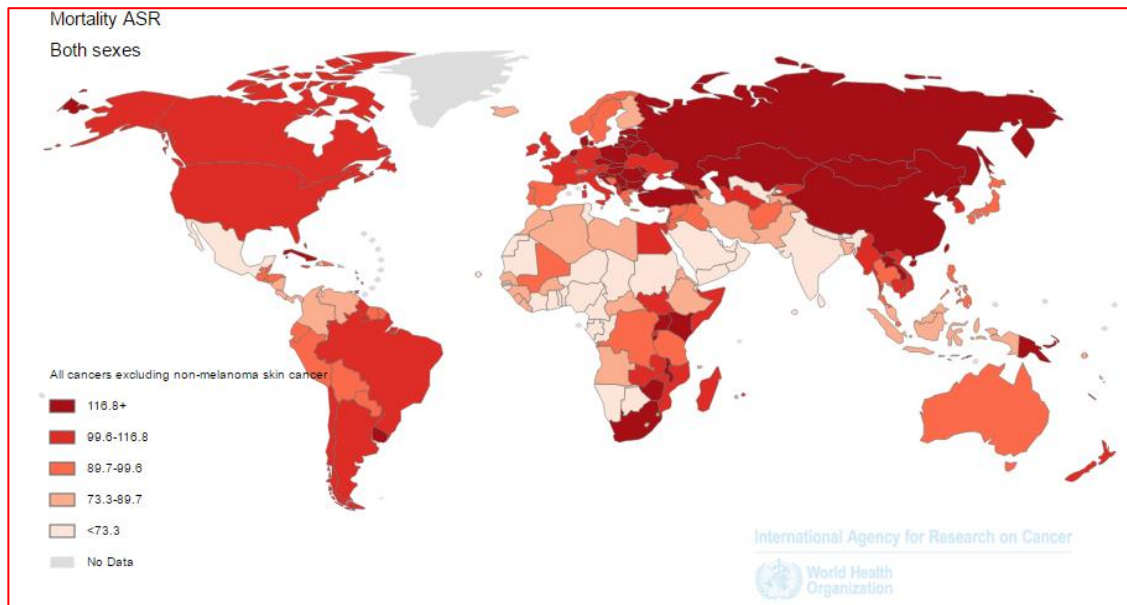 Mortality ASR
Both sexes
All cancers excluding non-melanoma skin cancer
116.8+
99.6-116.8
89.7-99.6
73.3-89.7
<73.3
No Data
International Agency for Research on Cancer
World Health
Organization